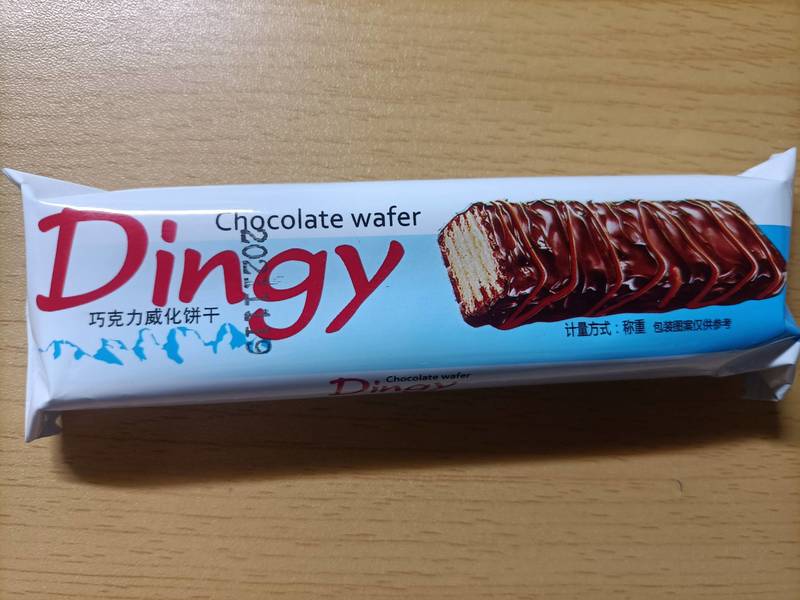 Chocolate wafer
Dingy
巧克力威化饼干
计量方式：称重 包装图案仅供参考
Chocolate wafer
Dingy